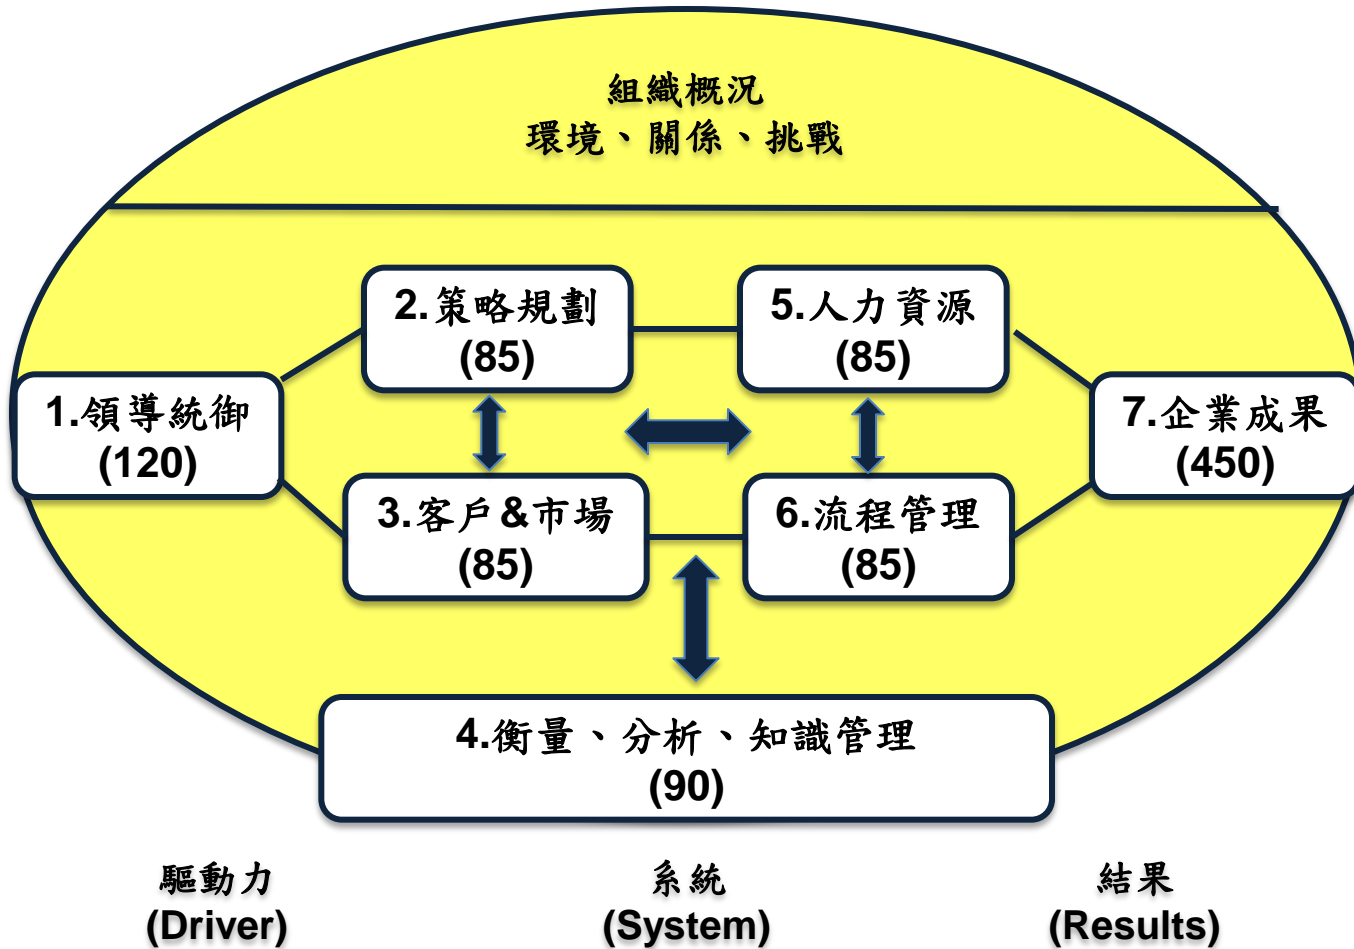 組織概況
環境、關係、挑戰
2.策略規劃
(85)
5.人力資源
(85)
1.領導統御
(120)
7.企業成果
(450)
3.客戶&市場
(85)
6.流程管理
(85)
4.衡量、分析、知識管理
(90)
驅動力
(Driver)
系統
(System)
結果
(Results)